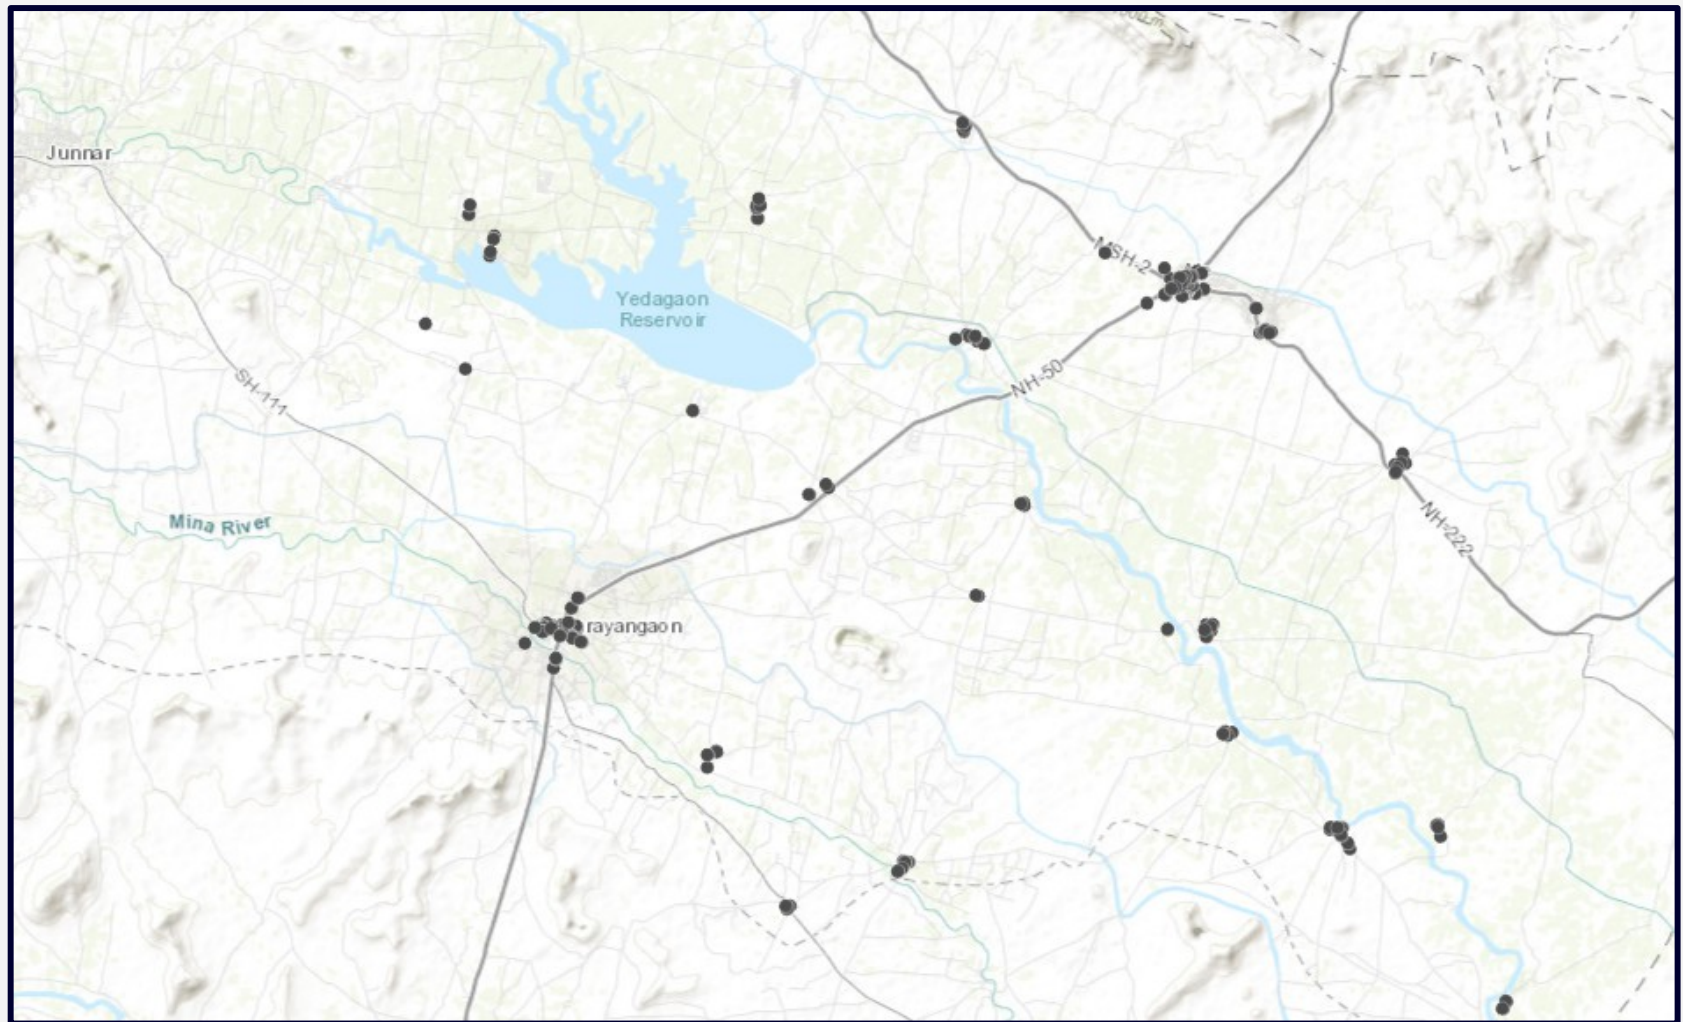 Junnar
MSH-2
Yedagaon
Reservoir
SH-111
NH-50
Mina River
NH-222
rayangaon